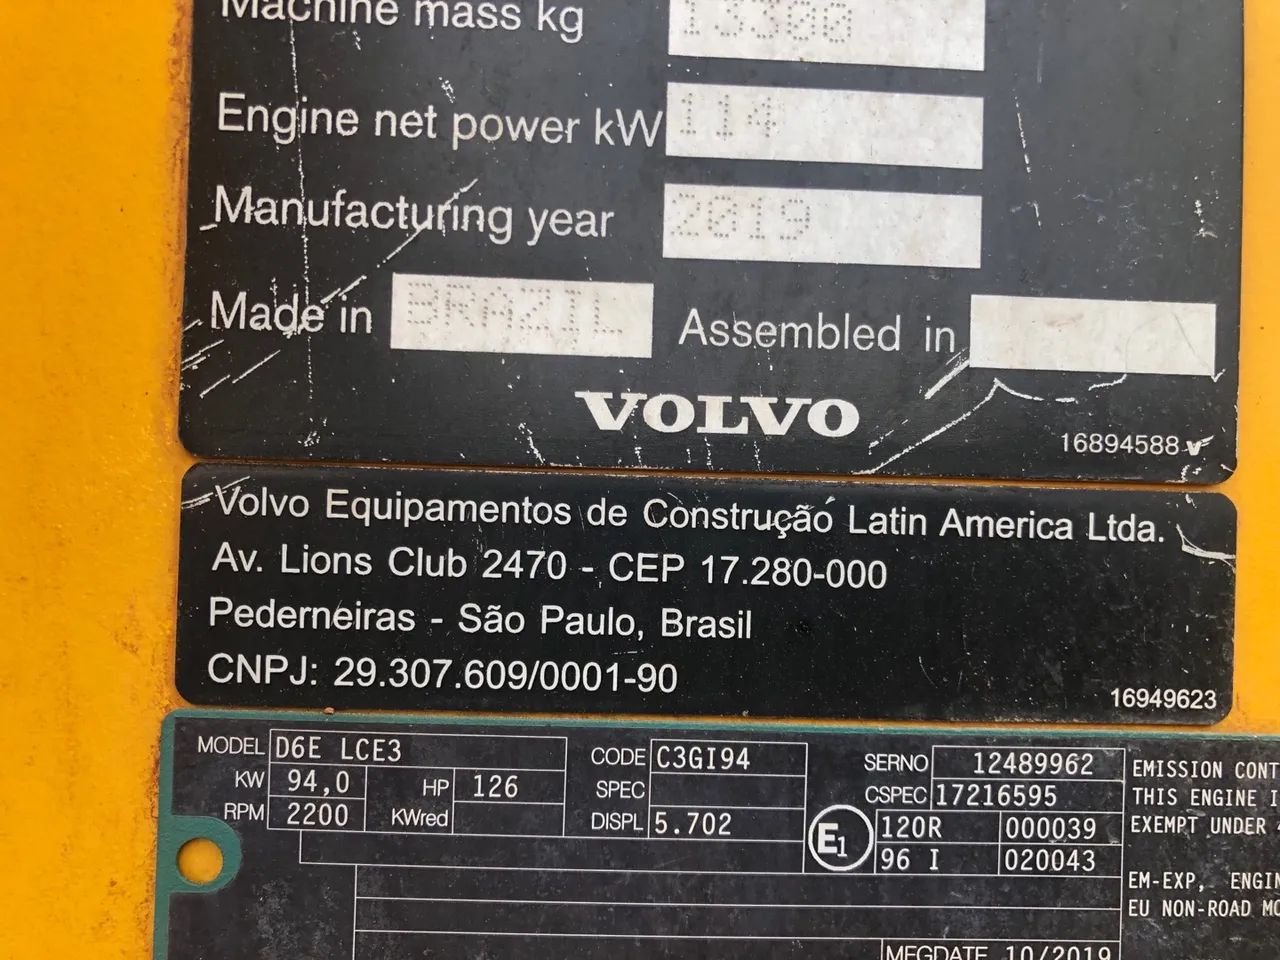 Machine mass kg 13300
Engine net power kW 114
Manufacturing year 2019
Made in BRAZIL Assembled in
VOLVO
16894588
Volvo Equipamentos de Construção Latin America Ltda.
Av. Lions Club 2470 - CEP 17.280-000
Pederneiras - São Paulo, Brasil
CNPJ: 29.307.609/0001-90
16949623
MODEL D6E LCE3 CODE C3GI94 SERNO 12489962 EMISSION CONT
KW 94,0 HP 126 SPEC CSPEC 17216595 THIS ENGINE I
RPM 2200 KWred DISPL 5.702 E1 120R 000039 EXEMPT UNDER
96 I 020043
EM-EXP, ENGIN
EU NON-ROAD MO
MFGDATE 10/2019